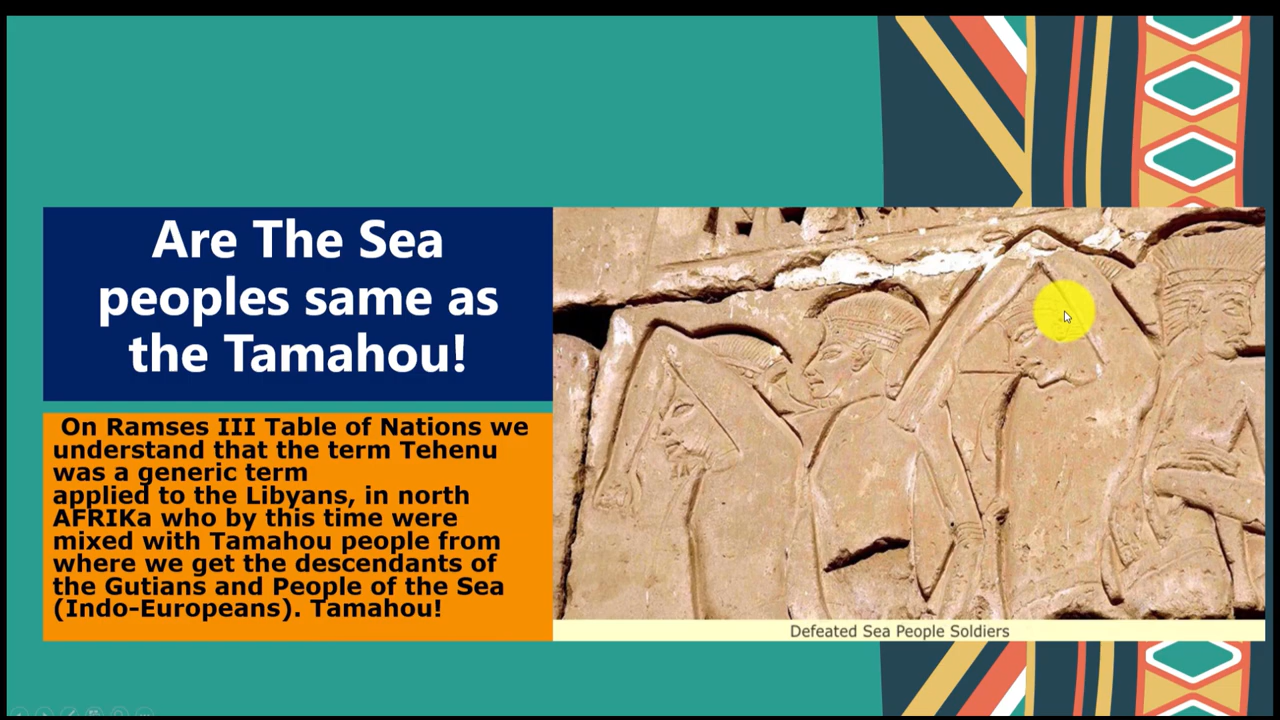 Are The Sea
peoples same as
the Tamahou!
On Ramses III Table of Nations we
understand that the term Tehenu
was a generic term
applied to the Libyans, in north
AFRIKa who by this time were
mixed with Tamahou people from
where we get the descendants of
the Gutians and People of the Sea
(Indo-Europeans). Tamahou!
Defeated Sea People Soldiers